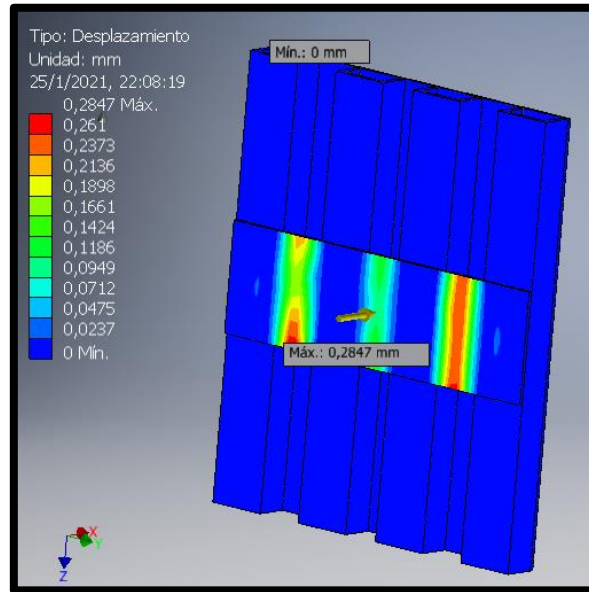 Tipo: Desplazamiento
Unidad: mm
25/1/2021, 22:08:19
0,2847 Máx.
0,261
0,2373
0,2136
0,1898
0,1661
0,1424
0,1186
0,0949
0,0712
0,0475
0,0237
0 Mín.
Mín.: 0 mm
Máx.: 0,2847 mm
X
Y
Z